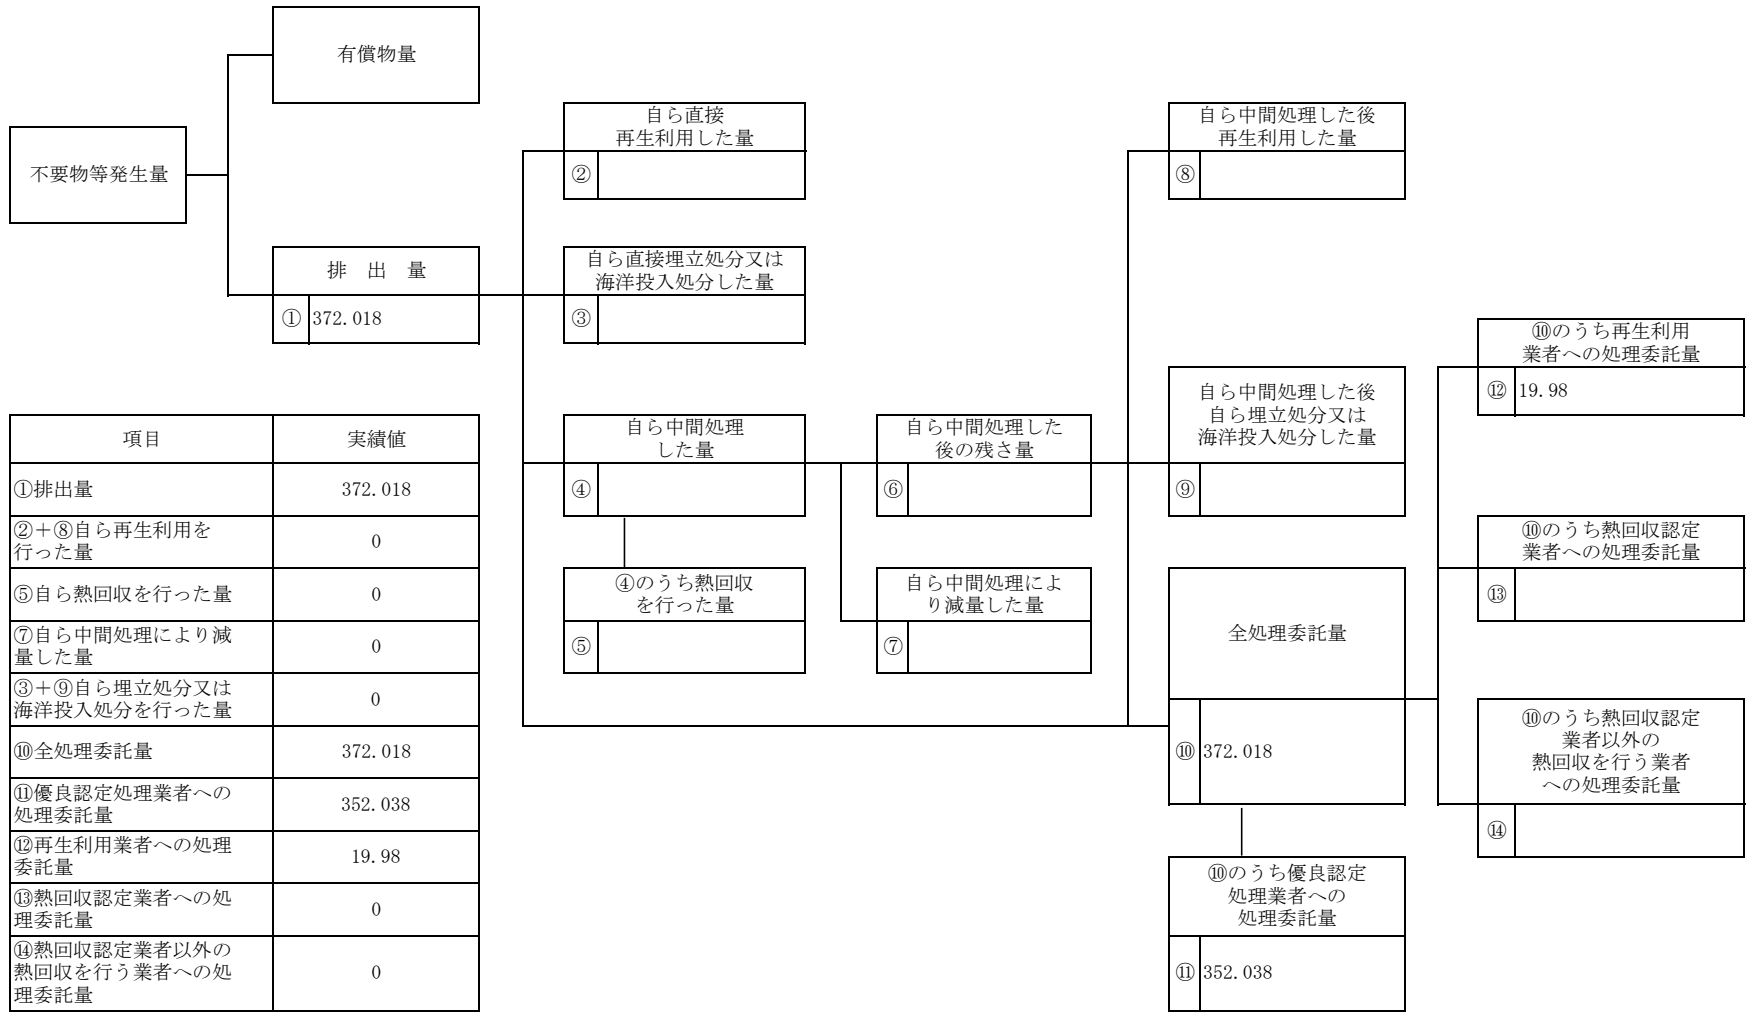 有償物量
不要物等発生量
排　出　量
① 372.018
自ら直接
再生利用した量
②
自ら直接埋立処分又は
海洋投入処分した量
③
自ら中間処理
した量
④
④のうち熱回収
を行った量
⑤
自ら中間処理した
後の残さ量
⑥
自ら中間処理によ
り減量した量
⑦
自ら中間処理した後
再生利用した量
⑧
自ら中間処理した後
自ら埋立処分又は
海洋投入処分した量
⑨
全処理委託量
⑩ 372.018
⑩のうち優良認定
処理業者への
処理委託量
⑪ 352.038
⑩のうち再生利用
業者への処理委託量
⑫ 19.98
⑩のうち熱回収認定
業者への処理委託量
⑬
⑩のうち熱回収認定
業者以外の
熱回収を行う業者
への処理委託量
⑭
項目 実績値
①排出量 372.018
②＋⑧自ら再生利用を
行った量 0
⑤自ら熱回収を行った量 0
⑦自ら中間処理により減
量した量 0
③＋⑨自ら埋立処分又は
海洋投入処分を行った量 0
⑩全処理委託量 372.018
⑪優良認定処理業者への
処理委託量 352.038
⑫再生利用業者への処理
委託量 19.98
⑬熱回収認定業者への処
理委託量 0
⑭熱回収認定業者以外の
熱回収を行う業者への処
理委託量 0